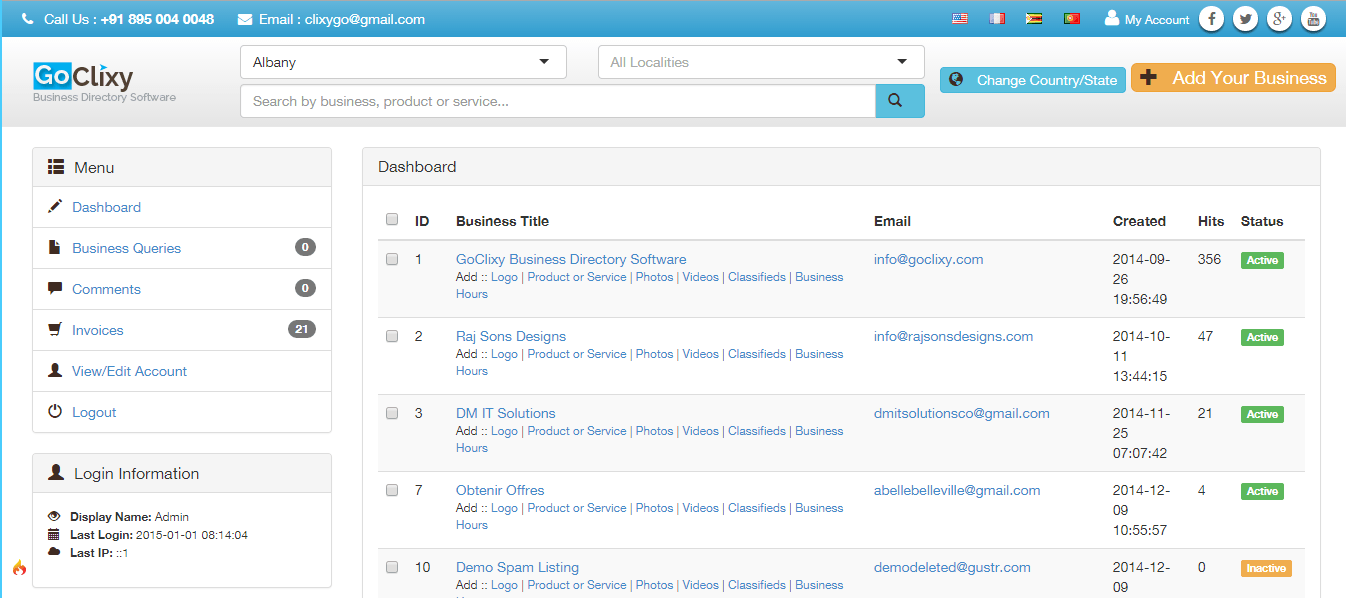 Call Us : +91 895 004 0048
Email : clixygo@gmail.com
My Account
GoClixy
Business Directory Software
Albany
All Localities
Search by business, product or service...
Change Country/State
Add Your Business
Menu
Dashboard
Business Queries 0
Comments 0
Invoices 21
View/Edit Account
Logout
Login Information
Display Name: Admin
Last Login: 2015-01-01 08:14:04
Last IP: ::1
Dashboard
ID Business Title Email Created Hits Status
1 GoClixy Business Directory Software info@goclixy.com 2014-09- 356 Active
Add :: Logo | Product or Service | Photos | Videos | Classifieds | Business 26
Hours 19:56:49
2 Raj Sons Designs info@rajsonsdesigns.com 2014-10- 47 Active
Add :: Logo | Product or Service | Photos | Videos | Classifieds | Business 11
Hours 13:44:15
3 DM IT Solutions dmitsolutionsco@gmail.com 2014-11- 21 Active
Add :: Logo | Product or Service | Photos | Videos | Classifieds | Business 25
Hours 07:07:42
7 Obtenir Offres abellebelleville@gmail.com 2014-12- 4 Active
Add :: Logo | Product or Service | Photos | Videos | Classifieds | Business 09
Hours 10:55:57
10 Demo Spam Listing demodeleted@gustr.com 2014-12- 0 Inactive
Add :: Logo | Product or Service | Photos | Videos | Classifieds | Business 09